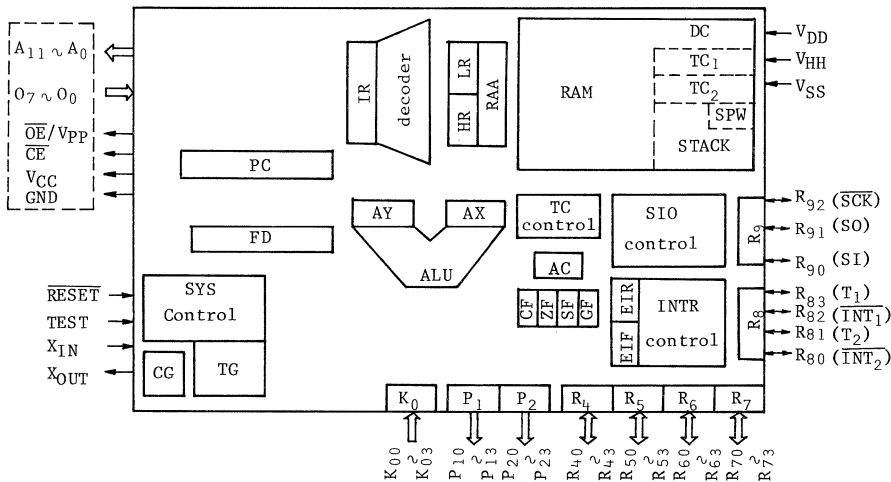 A11 ~ A0
O7 ~ O0
OE/VPP
CE
VCC
GND
RESET
TEST
XIN
XOUT
IR
decoder
LR
HR
RAA
PC
FD
AY
AX
ALU
RAM
DC
TC1
TC2
SPW
STACK
TC
control
SIO
control
AC
CF
ZF
SF
GF
EIR
EIF
INTR
control
R9
R8
SYS
Control
CG
TG
K0
P1
P2
R4
R5
R6
R7
VDD
VHH
VSS
R92 (SCK)
R91 (SO)
R90 (SI)
R83 (T1)
R82 (INT1)
R81 (T2)
R80 (INT2)
K00 ~ K03
P10 ~ P13
P20 ~ P23
R40 ~ R43
R50 ~ R53
R60 ~ R63
R70 ~ R73